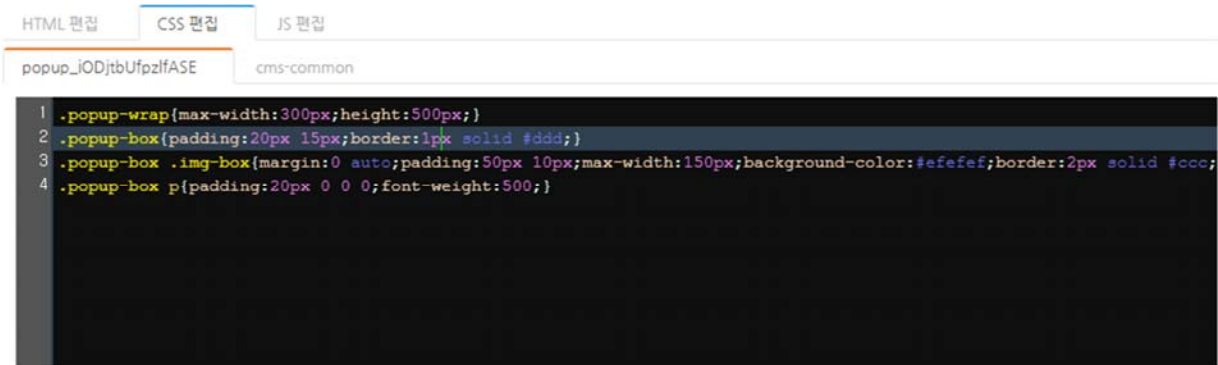 HTML 편집 CSS 편집 JS 편집
popup_iODjtbUfpzlfASE cms-common
1 .popup-wrap{max-width:300px;height:500px;}
2 .popup-box{padding:20px 15px;border:1px solid #ddd;}
3 .popup-box .img-box{margin:0 auto;padding:50px 10px;max-width:150px;background-color:#efefef;border:2px solid #ccc;
4 .popup-box p{padding:20px 0 0 0;font-weight:500;}